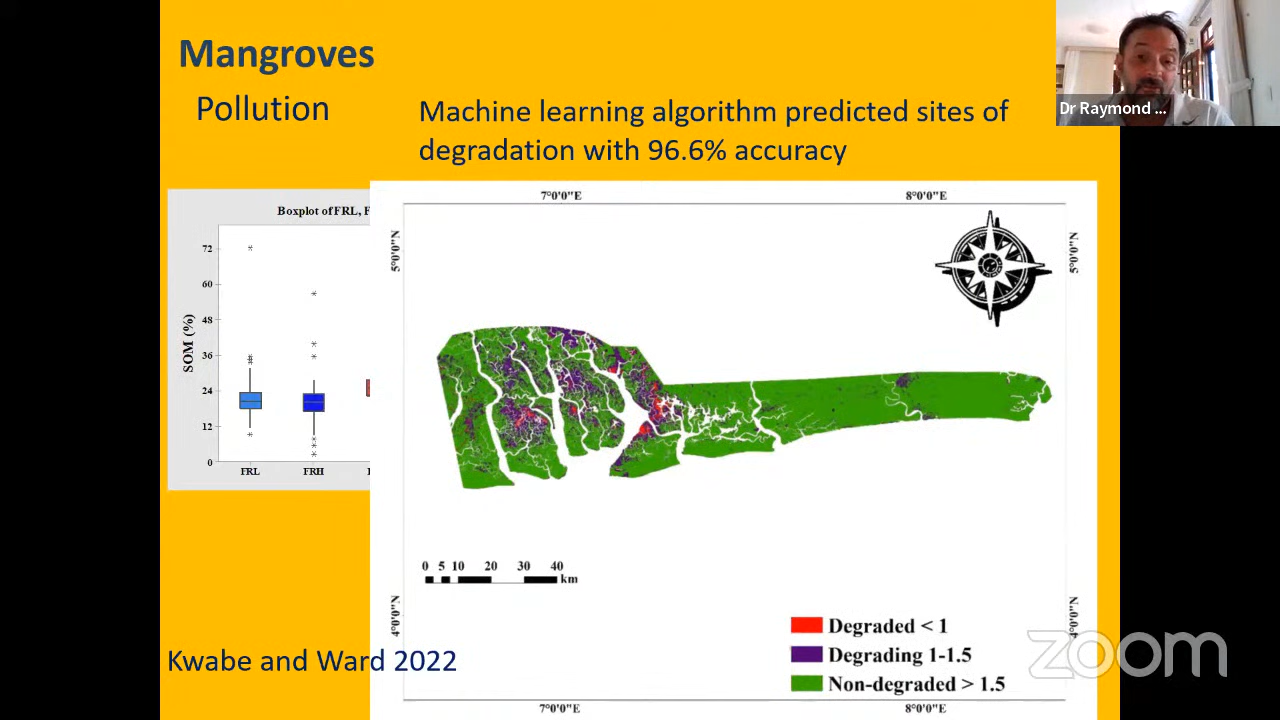 Mangroves
Pollution
Machine learning algorithm predicted sites of
degradation with 96.6% accuracy
Dr Raymond ...
Boxplot of FRL, F
SOM (%)
72
60
48
36
24
12
0
FRL
FRH
7°0'0"E
8°0'0"E
5°0'0"N
5°0'0"N
4°0'0"N
0 5 10 20 30 40
km
Degraded < 1
Degrading 1-1.5
Non-degraded > 1.5
7°0'0"E
8°0'0"E
Kwabe and Ward 2022
zoom